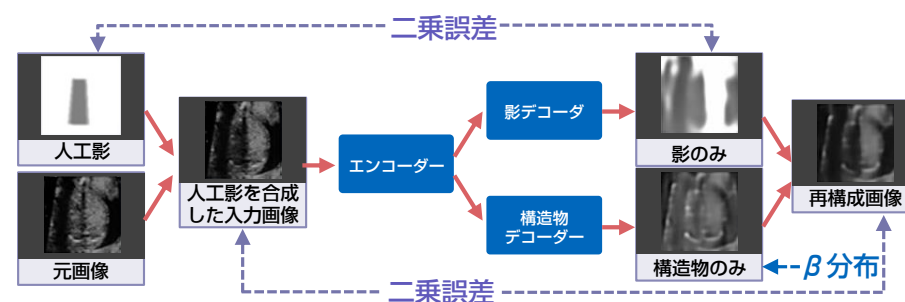 二乗誤差
人工影
元画像
人工影を合成
した入力画像
エンコーダー
影デコーダ
構造物
デコーダー
影のみ
構造物のみ
再構成画像
β分布
二乗誤差